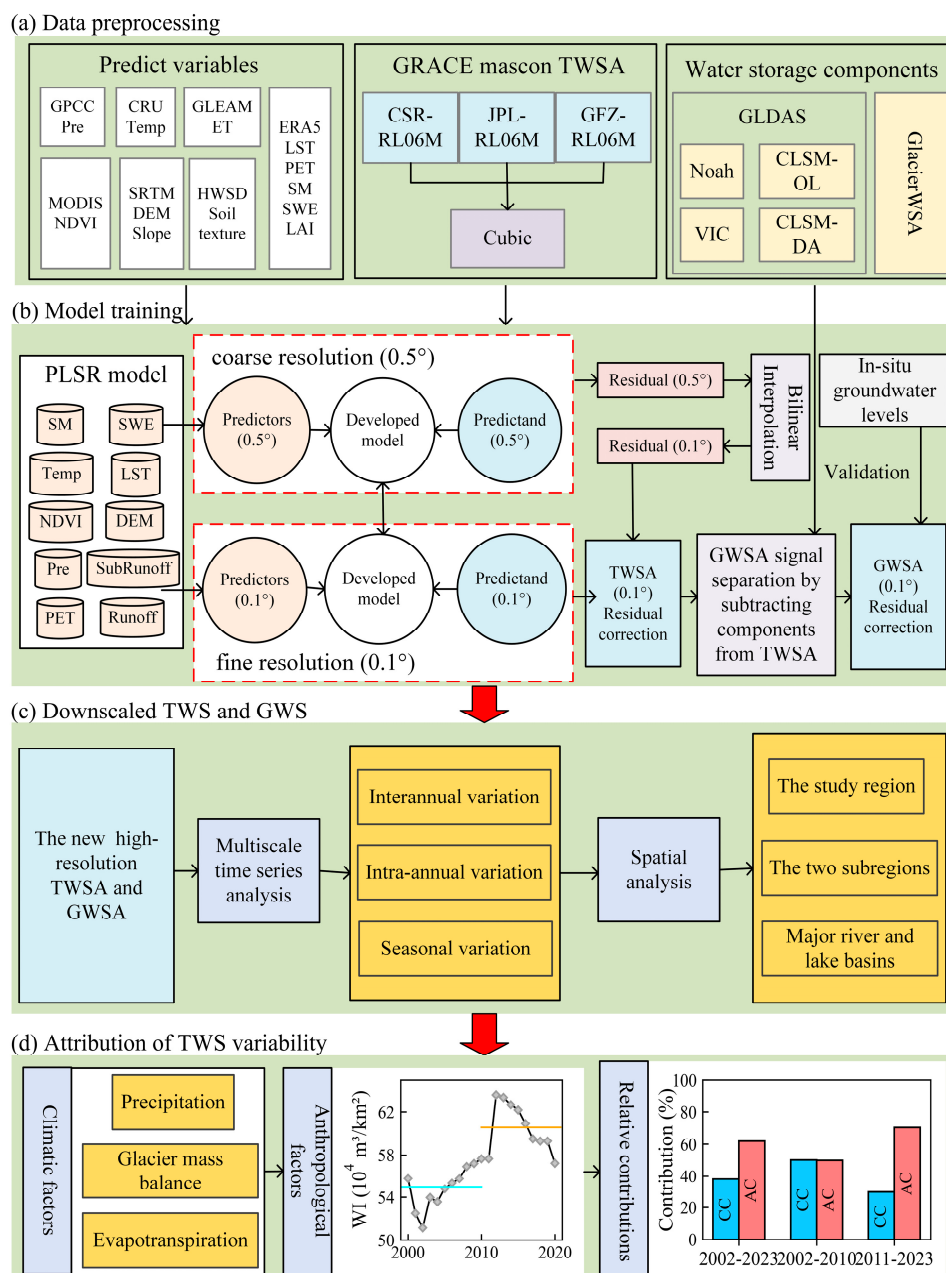 (a) Data preprocessing
Predict variables
GPCC
Pre
CRU
Temp
GLEAM
ET
ERA5
LST
PET
SM
SWE
LAI
MODIS
NDVI
SRTM
DEM
Slope
HWSD
Soil
texture
GRACE mascon TWSA
CSR-
RL06M
JPL-
RL06M
GFZ-
RL06M
Cubic
Water storage components
GLDAS
Noah
CLSM-
OL
VIC
CLSM-
DA
GlacierWSA
(b) Model training
PLSR model
SM
SWE
Temp
LST
NDVI
DEM
Pre
SubRunoff
PET
Runoff
coarse resolution (0.5°)
Predictors
(0.5°)
Developed
model
Predictand
(0.5°)
Predictors
(0.1°)
Developed
model
Predictand
(0.1°)
fine resolution (0.1°)
Residual (0.5°)
Residual (0.1°)
Bilinear
Interpolation
In-situ
groundwater
levels
Validation
TWSA
(0.1°)
Residual
correction
GWSA signal
separation by
subtracting
components
from TWSA
GWSA
(0.1°)
Residual
correction
(c) Downscaled TWS and GWS
The new high-
resolution
TWSA and
GWSA
Multiscale
time series
analysis
Interannual variation
Intra-annual variation
Seasonal variation
Spatial
analysis
The study region
The two subregions
Major river and
lake basins
(d) Attribution of TWS variability
Climatic factors
Precipitation
Glacier mass
balance
Evapotranspiration
Anthropological
factors
WI (10⁴ m³/km²)
62
58
54
50
2000
2010
2020
Relative contributions
Contribution (%)
100
80
60
40
20
0
CC
AC
CC
AC
CC
AC
2002-2023
2002-2010
2011-2023